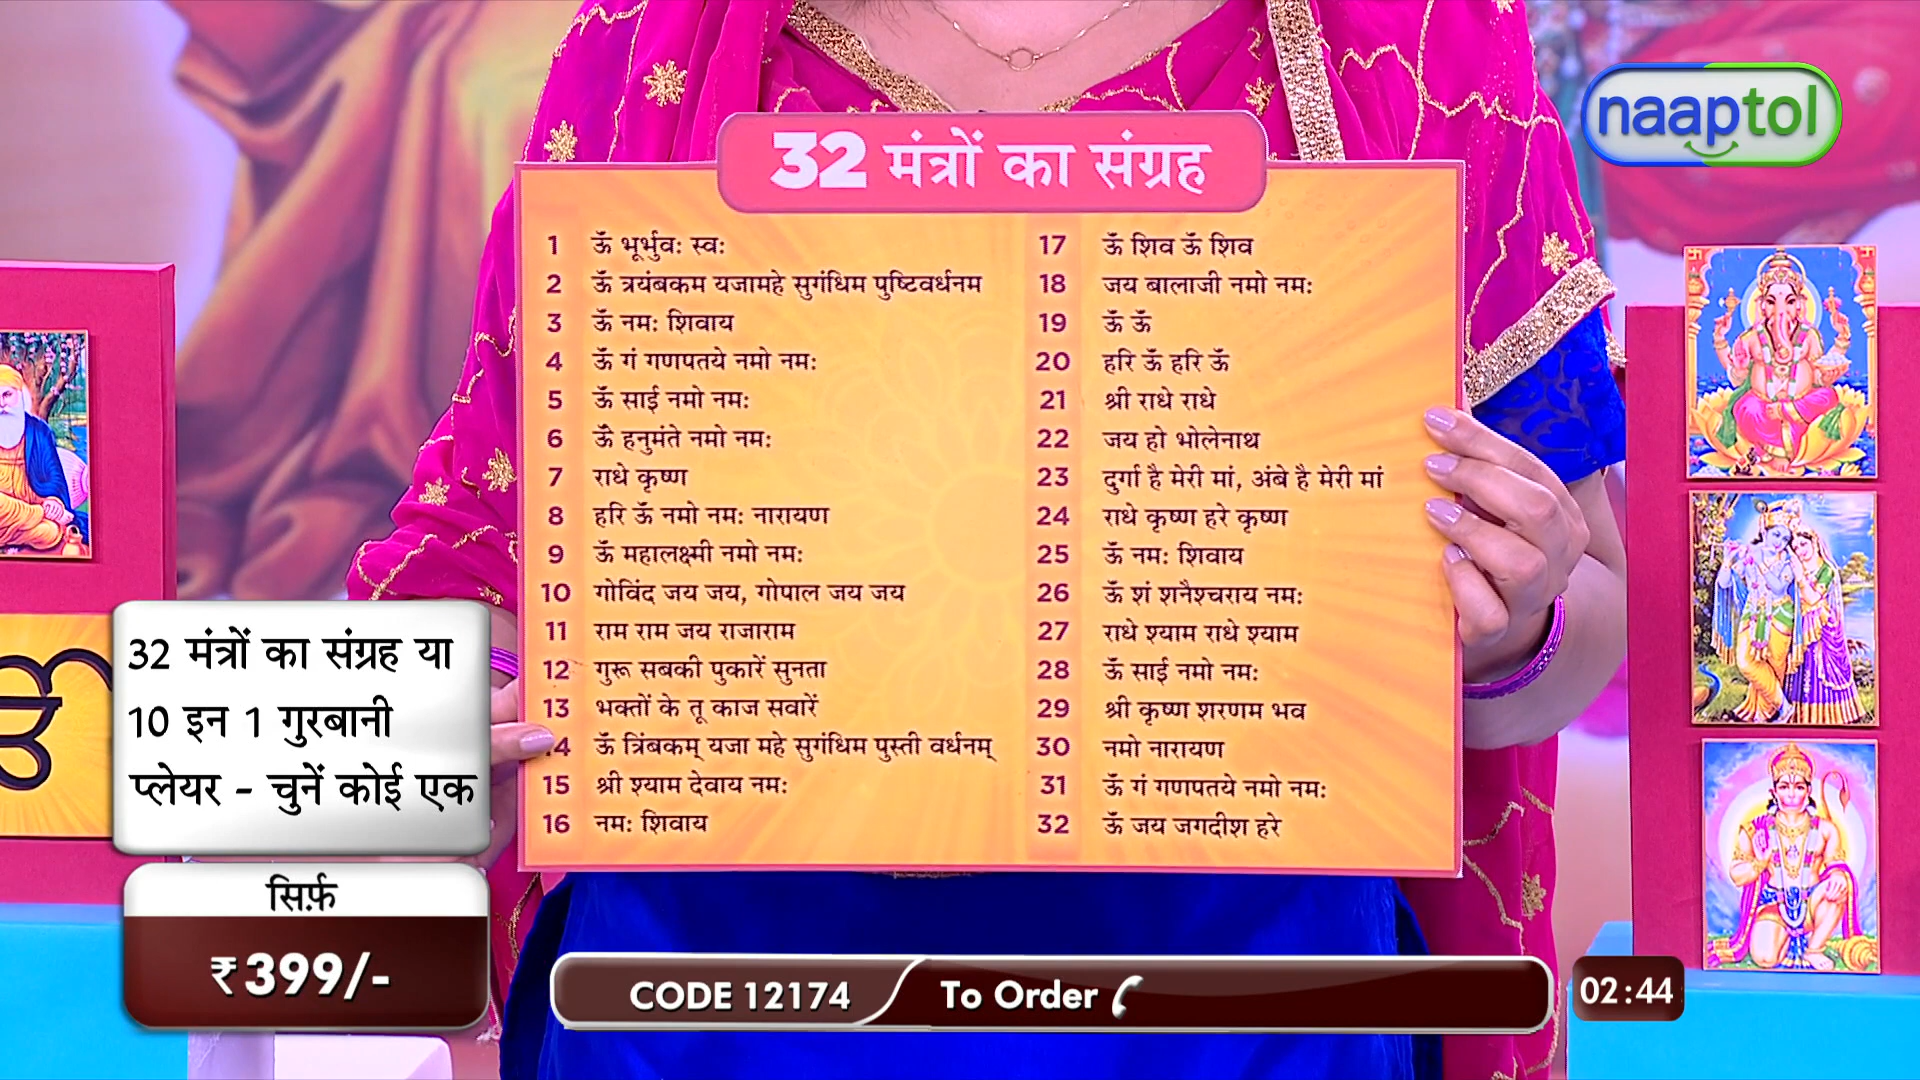 naaptol
32 मंत्रों का संग्रह
1 ऊँ भूर्भुवः स्वः
2 ऊँ त्रयंबकम यजामहे सुगंधिम पुष्टिवर्धनम
3 ऊँ नमः शिवाय
4 ऊँ गं गणपतये नमो नमः
5 ऊँ साई नमो नमः
6 ऊँ हनुमंते नमो नमः
7 राधे कृष्ण
8 हरि ऊँ नमो नमः नारायण
9 ऊँ महालक्ष्मी नमो नमः
10 गोविंद जय जय, गोपाल जय जय
11 राम राम जय राजाराम
12 गुरू सबकी पुकारें सुनता
13 भक्तों के तू काज सवारें
14 ऊँ त्रिंबकम् यजा महे सुगंधिम पुस्ती वर्धनम्
15 श्री श्याम देवाय नमः
16 नमः शिवाय
17 ऊँ शिव ऊँ शिव
18 जय बालाजी नमो नमः
19 ऊँ ऊँ
20 हरि ऊँ हरि ऊँ
21 श्री राधे राधे
22 जय हो भोलेनाथ
23 दुर्गा है मेरी मां, अंबे है मेरी मां
24 राधे कृष्ण हरे कृष्ण
25 ऊँ नमः शिवाय
26 ऊँ शं शनैश्चराय नमः
27 राधे श्याम राधे श्याम
28 ऊँ साई नमो नमः
29 श्री कृष्ण शरणम भव
30 नमो नारायण
31 ऊँ गं गणपतये नमो नमः
32 ऊँ जय जगदीश हरे
32 मंत्रों का संग्रह या
10 इन 1 गुरबानी
प्लेयर - चुनें कोई एक
सिर्फ़
₹399/-
CODE 12174
To Order
02:44